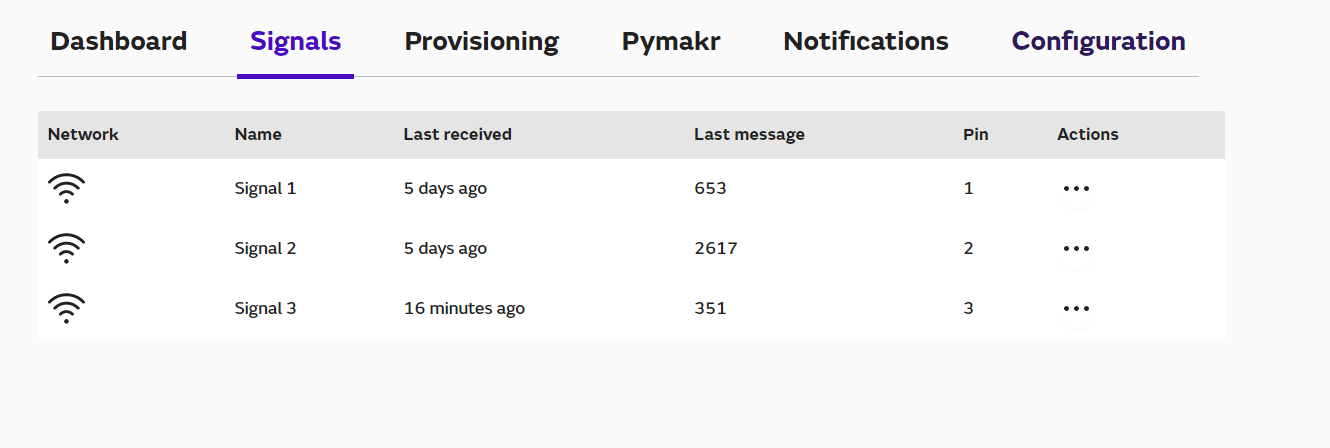 Dashboard Signals Provisioning Pymakr Notifications Configuration
Network Name Last received Last message Pin Actions
Signal 1 5 days ago 653 1
Signal 2 5 days ago 2617 2
Signal 3 16 minutes ago 351 3